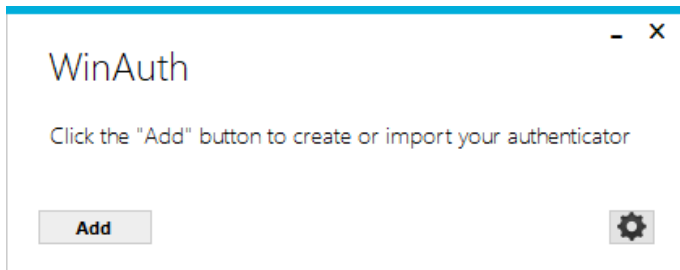 WinAuth
Click the "Add" button to create or import your authenticator
Add